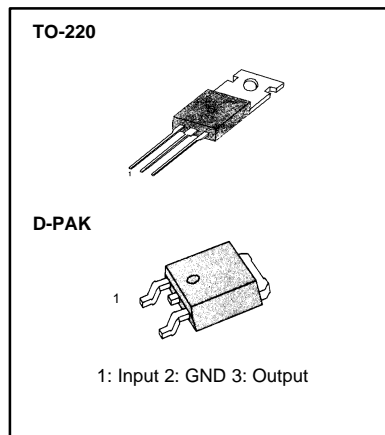 TO-220
1
D-PAK
1
1: Input 2: GND 3: Output